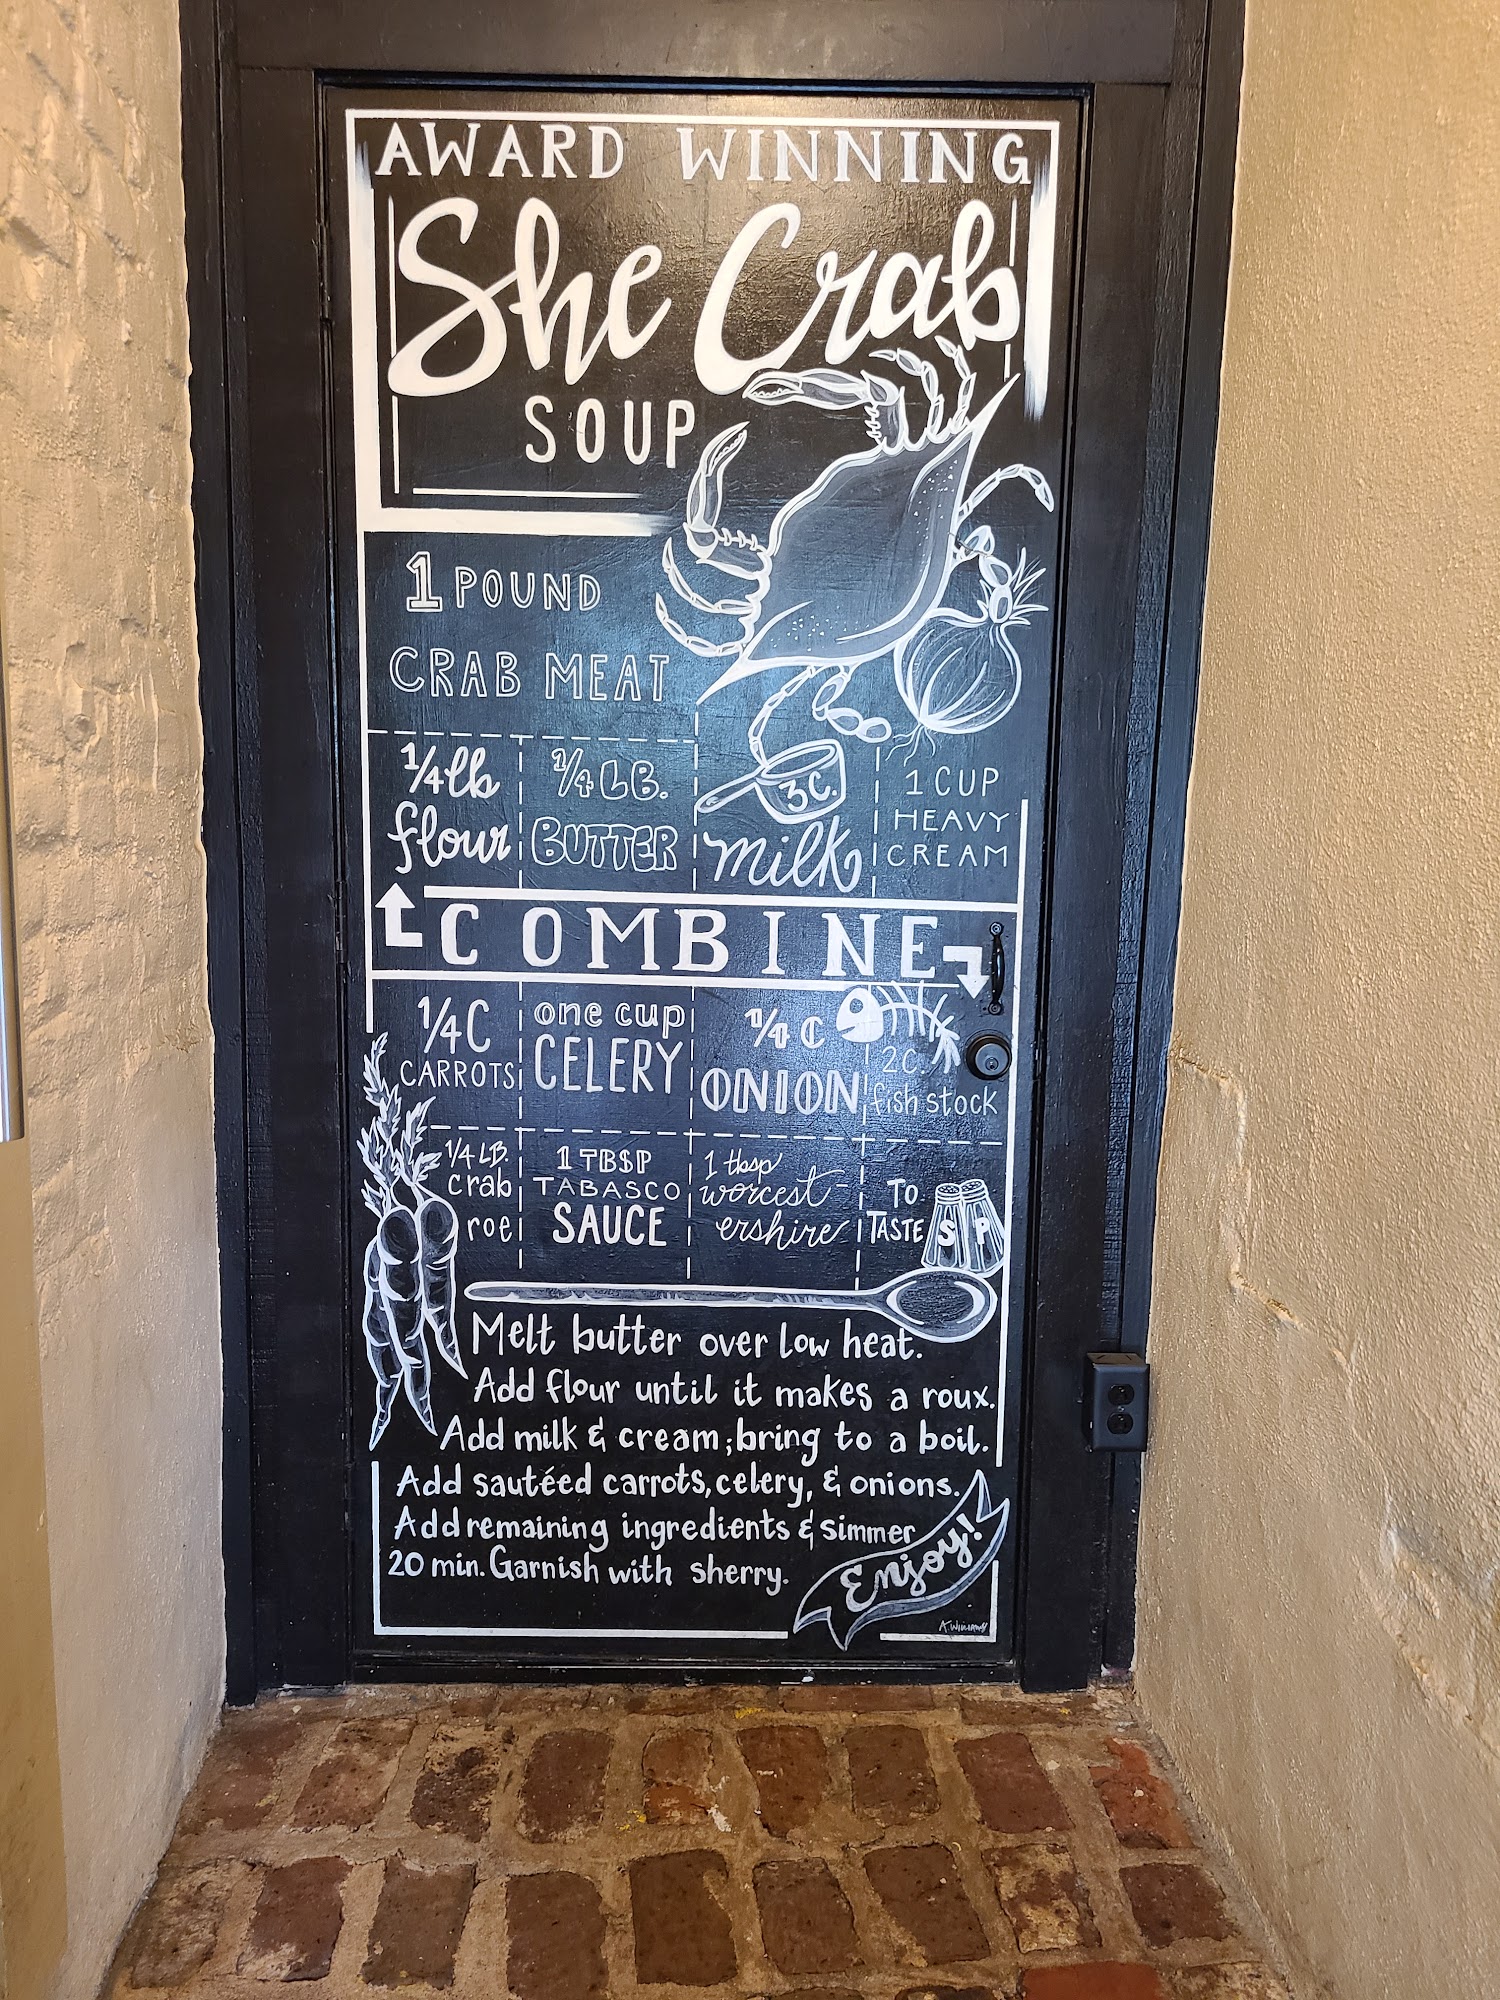 AWARD WINNING
She Crab
SOUP
1 POUND
CRAB MEAT
1/4 lb
flour
1/4 LB.
BUTTER
3C.
milk
1 CUP
HEAVY
CREAM
COMBINE
1/4 C
CARROTS
one cup
CELERY
1/4 C
ONION
2C.
fish stock
1/4 LB.
crab
roe
1 TBSP
TABASCO
SAUCE
1 tbsp
worcest-
ershire
TO
TASTE
S P
Melt butter over low heat.
Add flour until it makes a roux.
Add milk & cream; bring to a boil.
Add sautéed carrots, celery, & onions.
Add remaining ingredients & simmer
20 min. Garnish with sherry.
Enjoy!
A. Williams